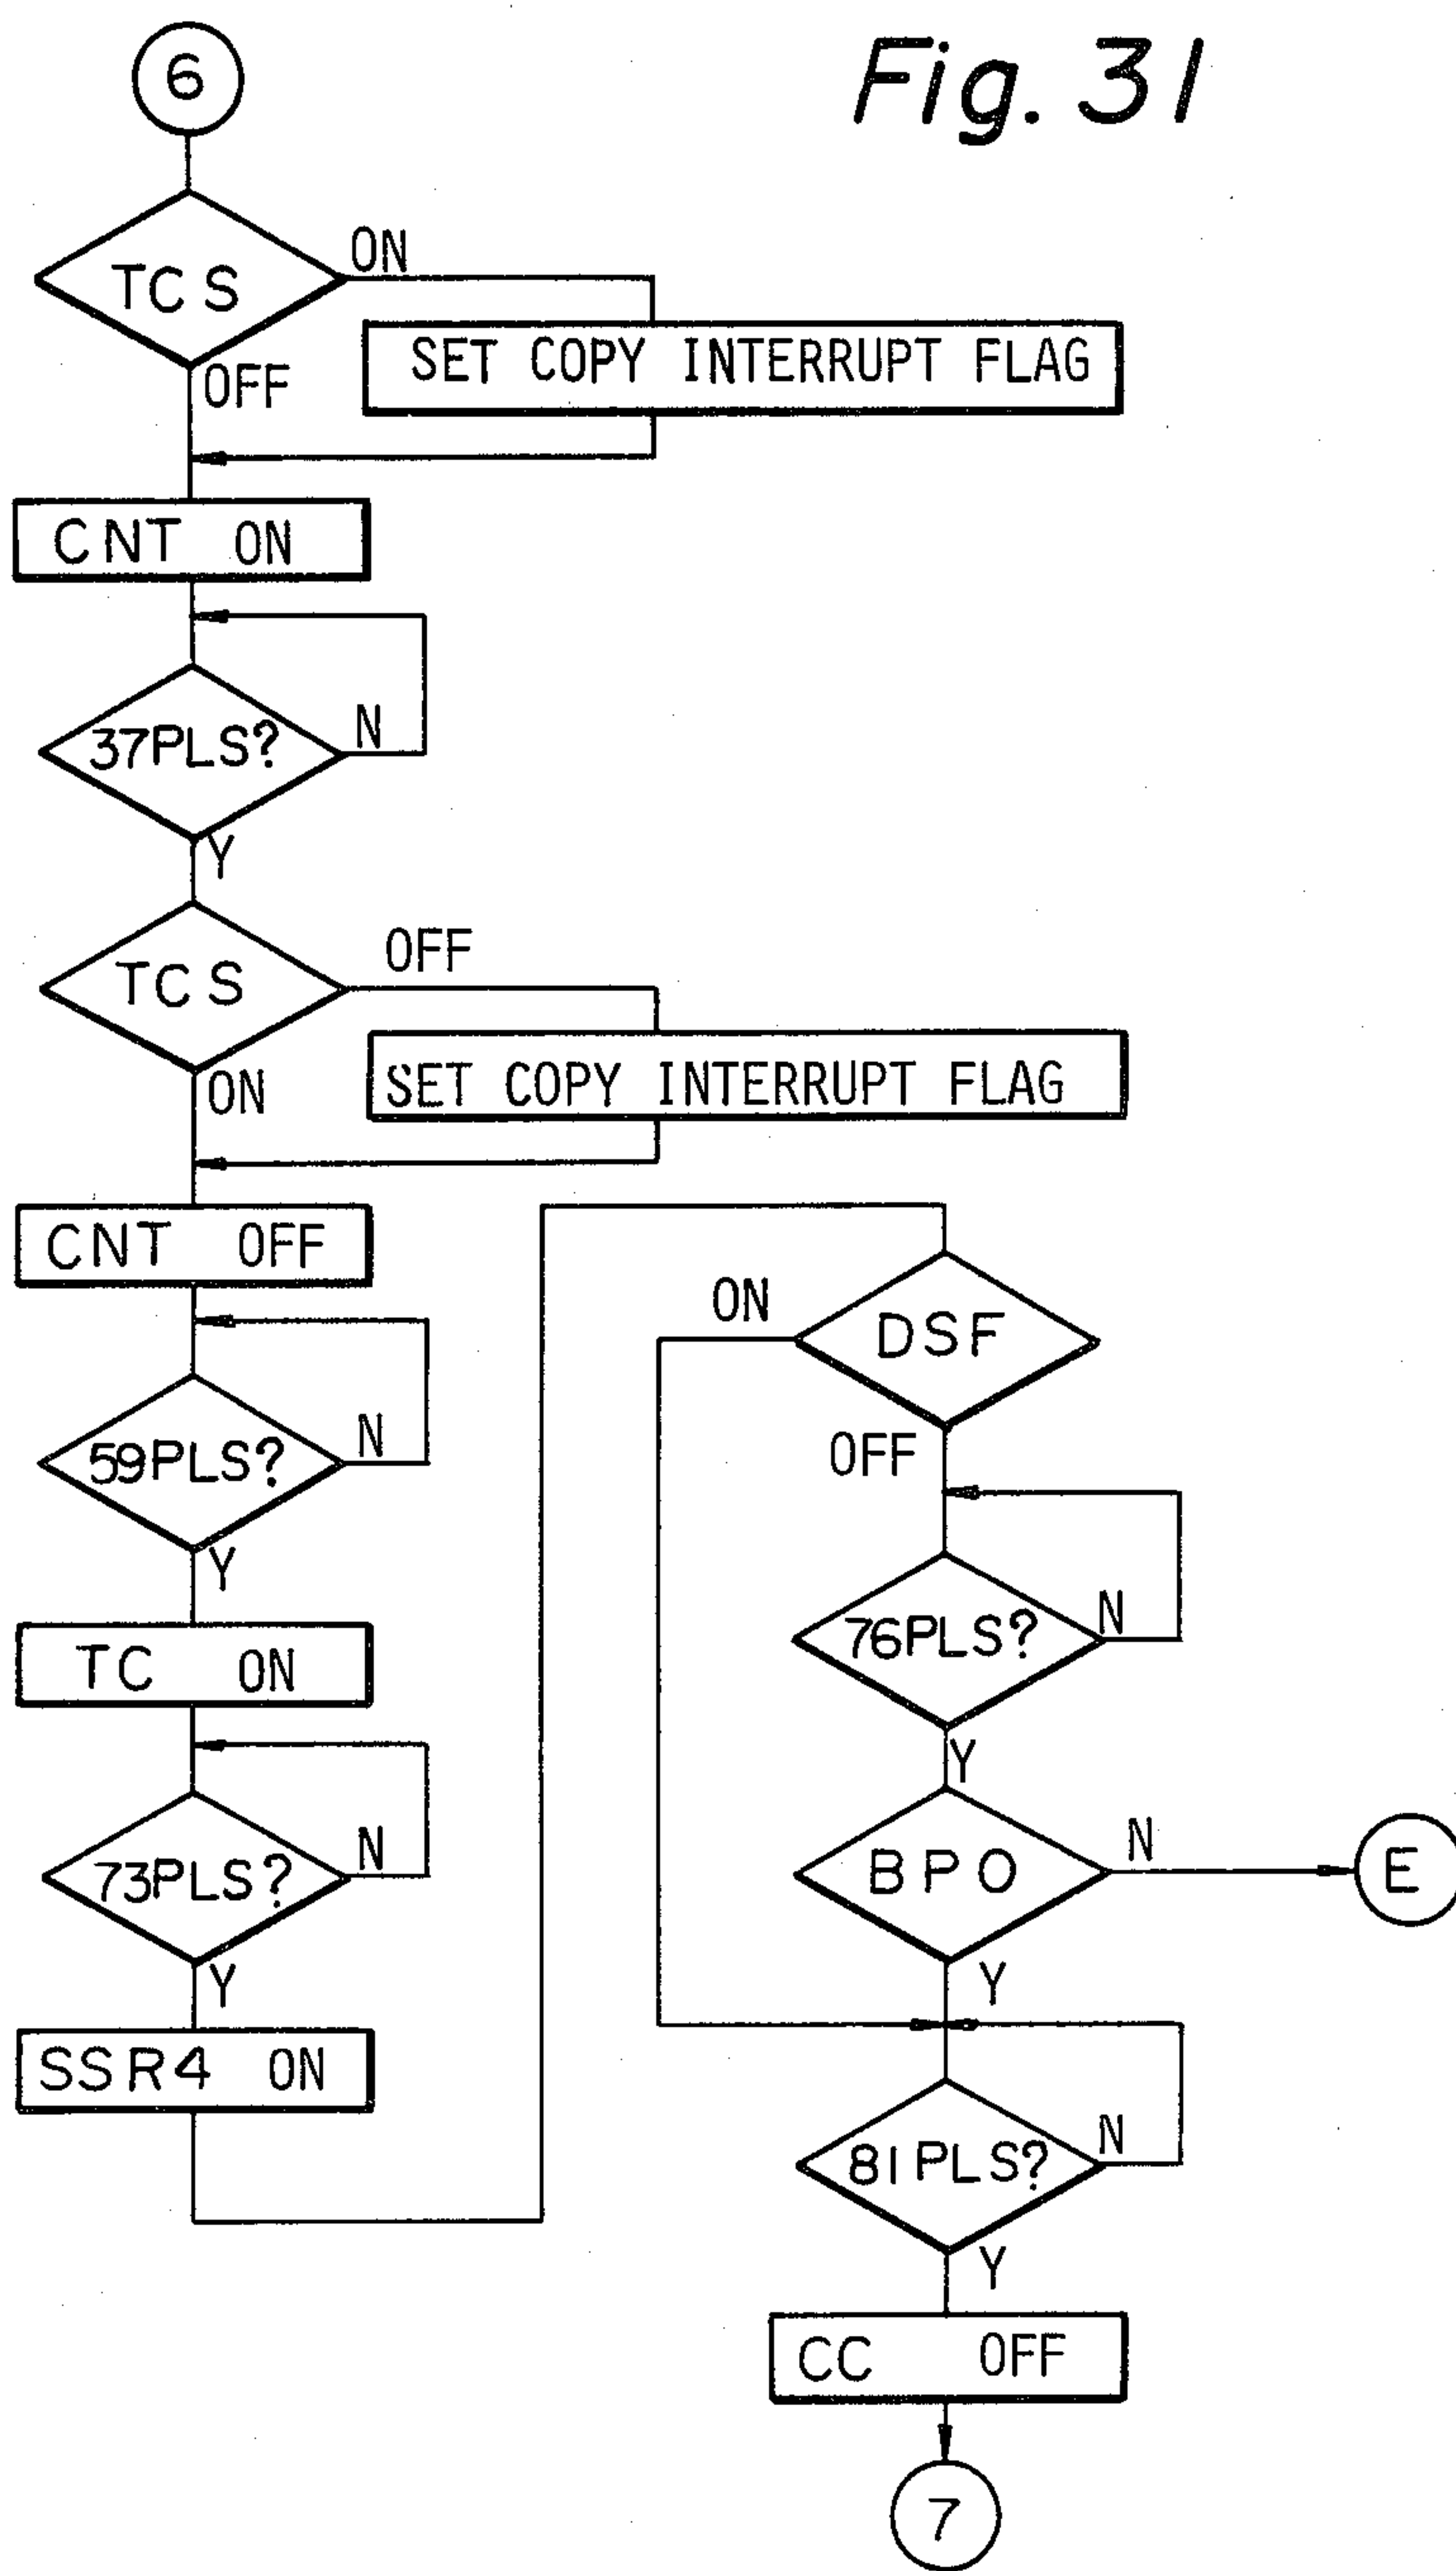 Fig. 31
6
TCS
ON
OFF
SET COPY INTERRUPT FLAG
CNT ON
37PLS?
N
Y
TCS
OFF
ON
SET COPY INTERRUPT FLAG
CNT OFF
59PLS?
N
Y
TC ON
73PLS?
N
Y
SSR4 ON
DSF
ON
OFF
76PLS?
N
Y
BPO
N
E
Y
81PLS?
N
Y
CC OFF
7